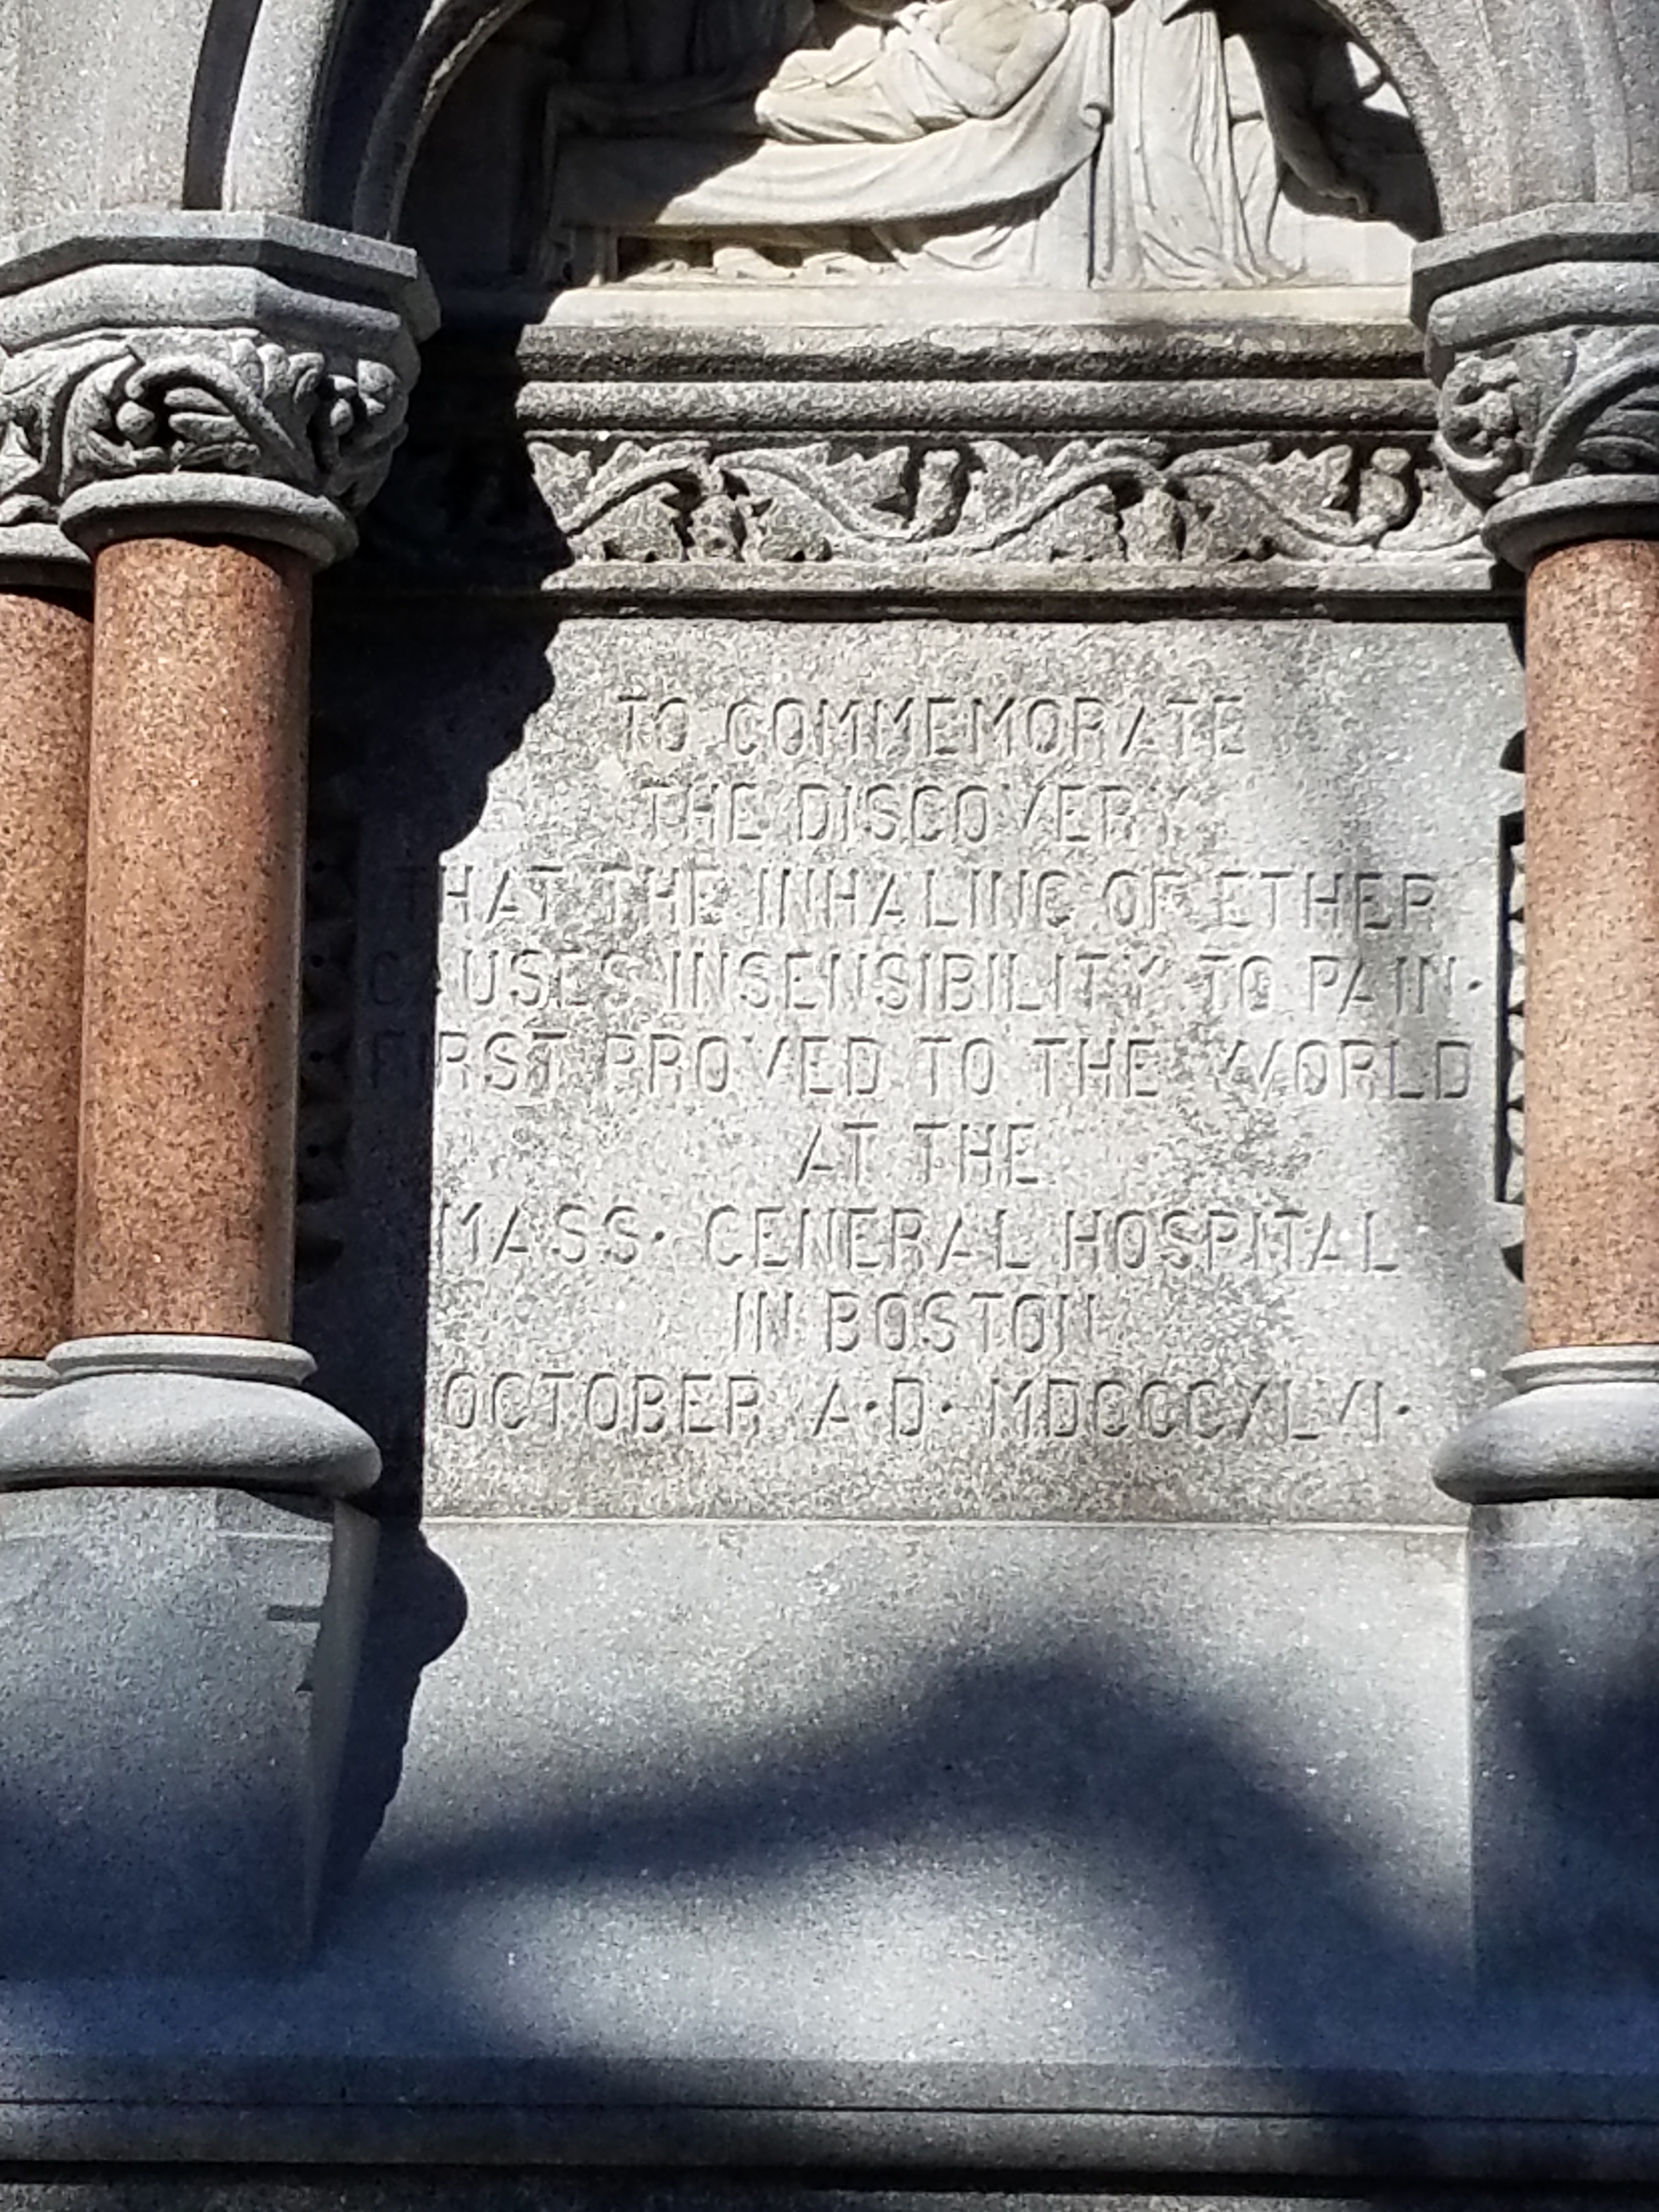 TO COMMEMORATE
THE DISCOVERY
THAT THE INHALING OF ETHER
CAUSES INSENSIBILITY TO PAIN·
FIRST PROVED TO THE WORLD
AT THE
MASS· GENERAL HOSPITAL
IN BOSTON
OCTOBER A·D· MDCCCXLVI·